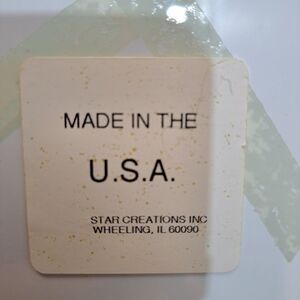 MADE IN THE
U.S.A.
STAR CREATIONS INC
WHEELING, IL 60090